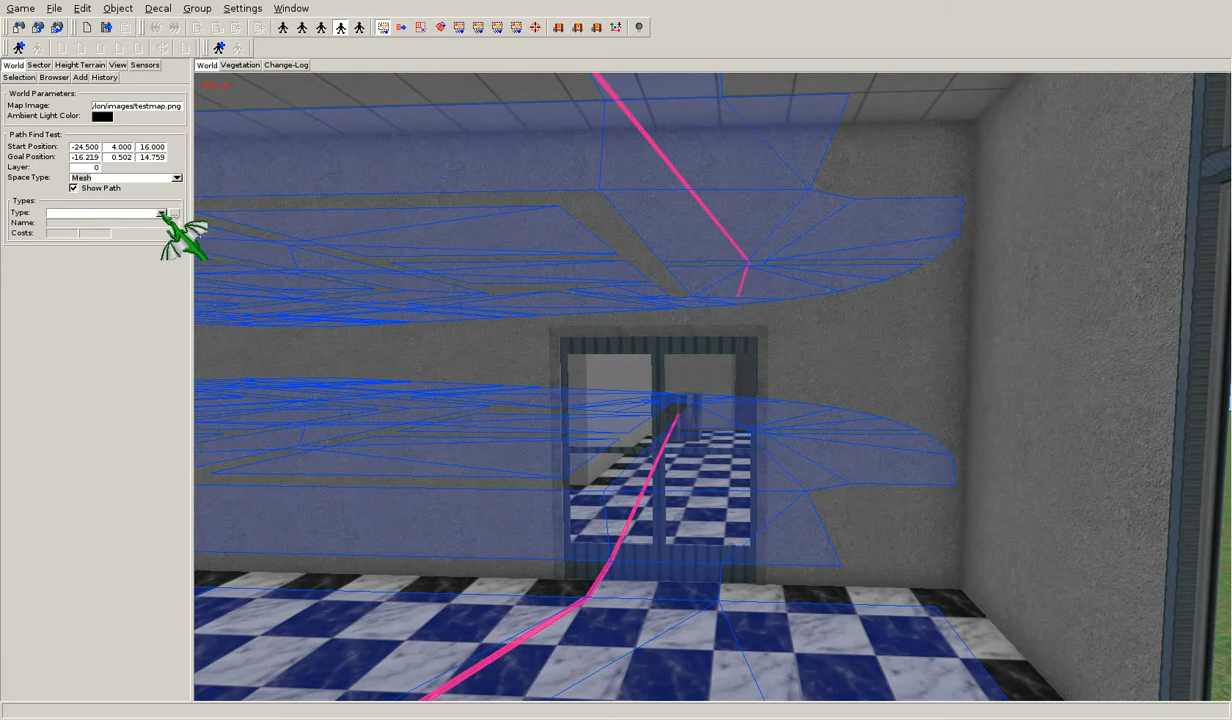 Game File Edit Object Decal Group Settings Window
World Sector Height Terrain View Sensors
World Vegetation Change-Log
Selection Browser Add History
World Parameters:
Map Image: /lon/images/testmap.png
Ambient Light Color:
Path Find Test:
Start Position: -24.500 4.000 16.000
Goal Position: -16.219 0.502 14.759
Layer: 0
Space Type: Mesh
Show Path
Types:
Type: ...
Name:
Costs: